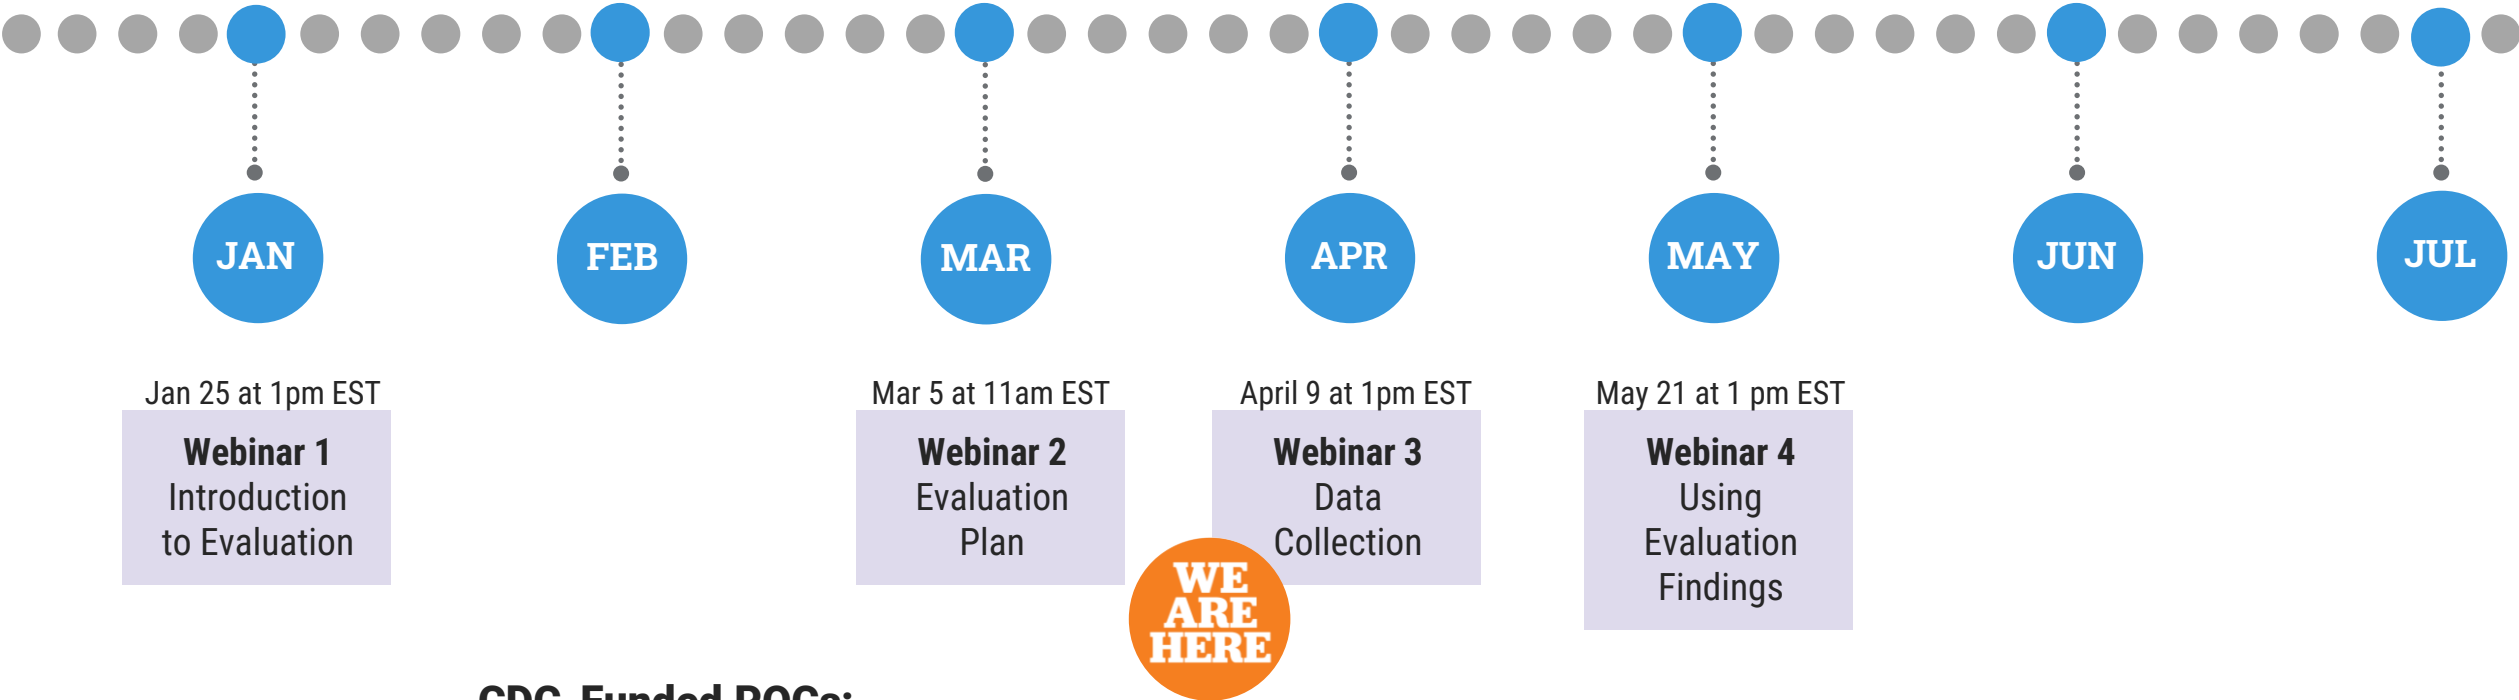 JAN
FEB
MAR
APR
MAY
JUN
JUL
Jan 25 at 1pm EST
Webinar 1
Introduction
to Evaluation
Mar 5 at 11am EST
Webinar 2
Evaluation
Plan
April 9 at 1pm EST
Webinar 3
Data
Collection
May 21 at 1 pm EST
Webinar 4
Using
Evaluation
Findings
WE
ARE
HERE
CDC-Funded